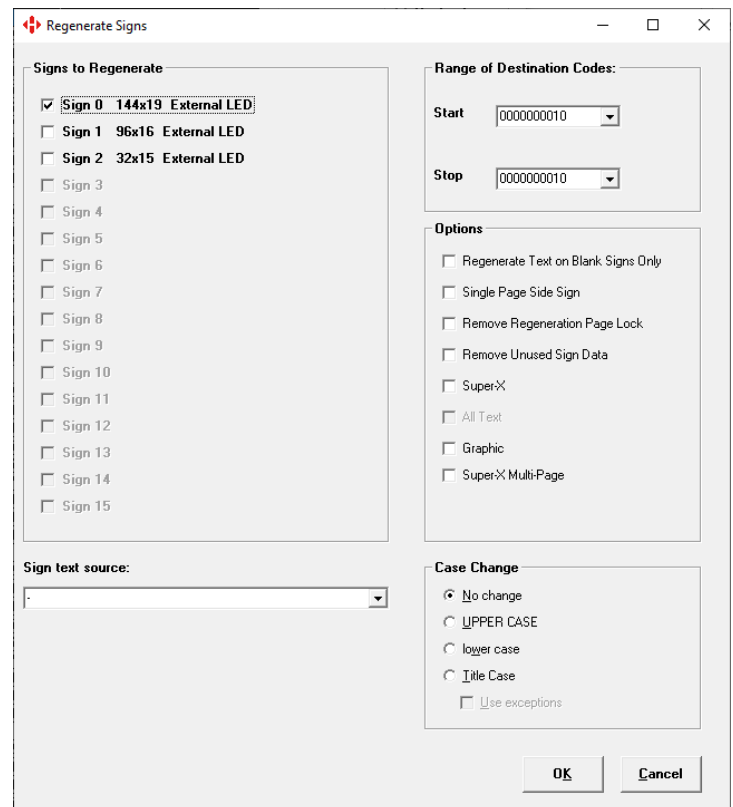 Regenerate Signs
Signs to Regenerate
Sign 0 144x19 External LED
Sign 1 96x16 External LED
Sign 2 32x15 External LED
Sign 3
Sign 4
Sign 5
Sign 6
Sign 7
Sign 8
Sign 9
Sign 10
Sign 11
Sign 12
Sign 13
Sign 14
Sign 15
Sign text source:
-
Range of Destination Codes:
Start 0000000010
Stop 0000000010
Options
Regenerate Text on Blank Signs Only
Single Page Side Sign
Remove Regeneration Page Lock
Remove Unused Sign Data
Super-X
All Text
Graphic
Super-X Multi-Page
Case Change
No change
UPPER CASE
lower case
Title Case
Use exceptions
OK Cancel